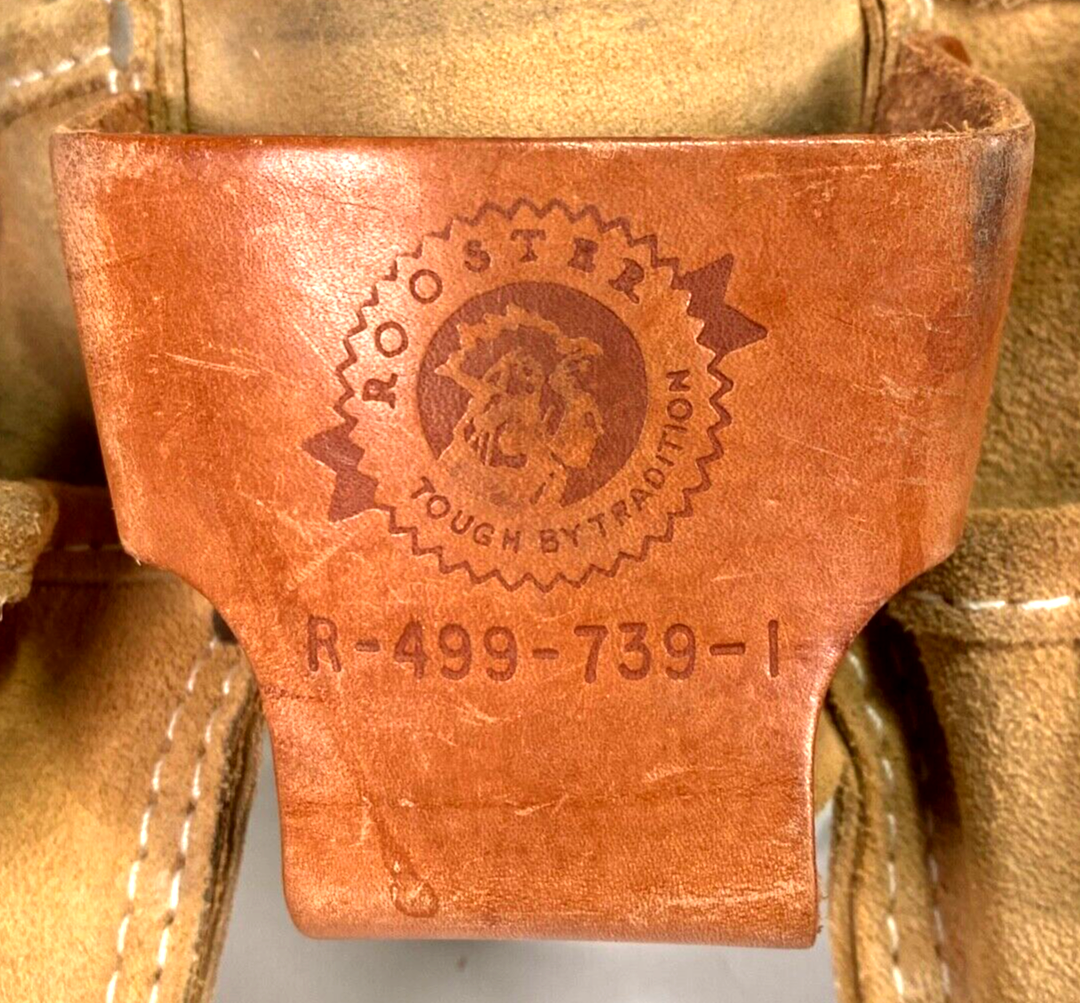 ROOSTER
TOUGH BY TRADITION
R-499-739-1